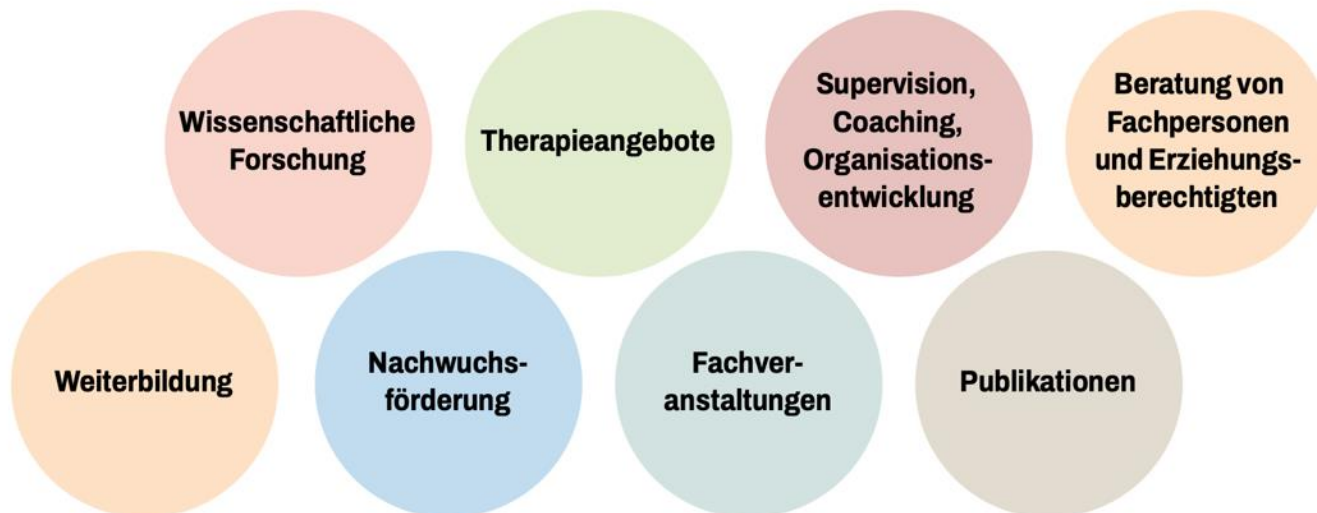 Wissenschaftliche
Forschung
Therapieangebote
Supervision,
Coaching,
Organisations-
entwicklung
Beratung von
Fachpersonen
und Erziehungs-
berechtigten
Weiterbildung
Nachwuchs-
förderung
Fachver-
anstaltungen
Publikationen